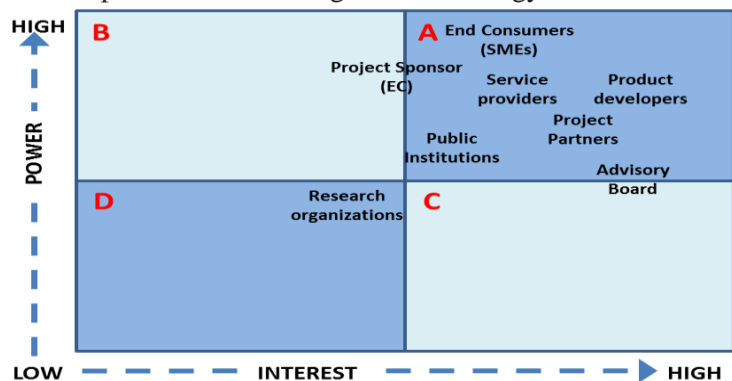 HIGH
B
A
End Consumers
(SMEs)
Project Sponsor
(EC)
Service
providers
Product
developers
Project
Partners
Public
Institutions
Advisory
Board
POWER
D
Research
organizations
C
LOW
INTEREST
HIGH